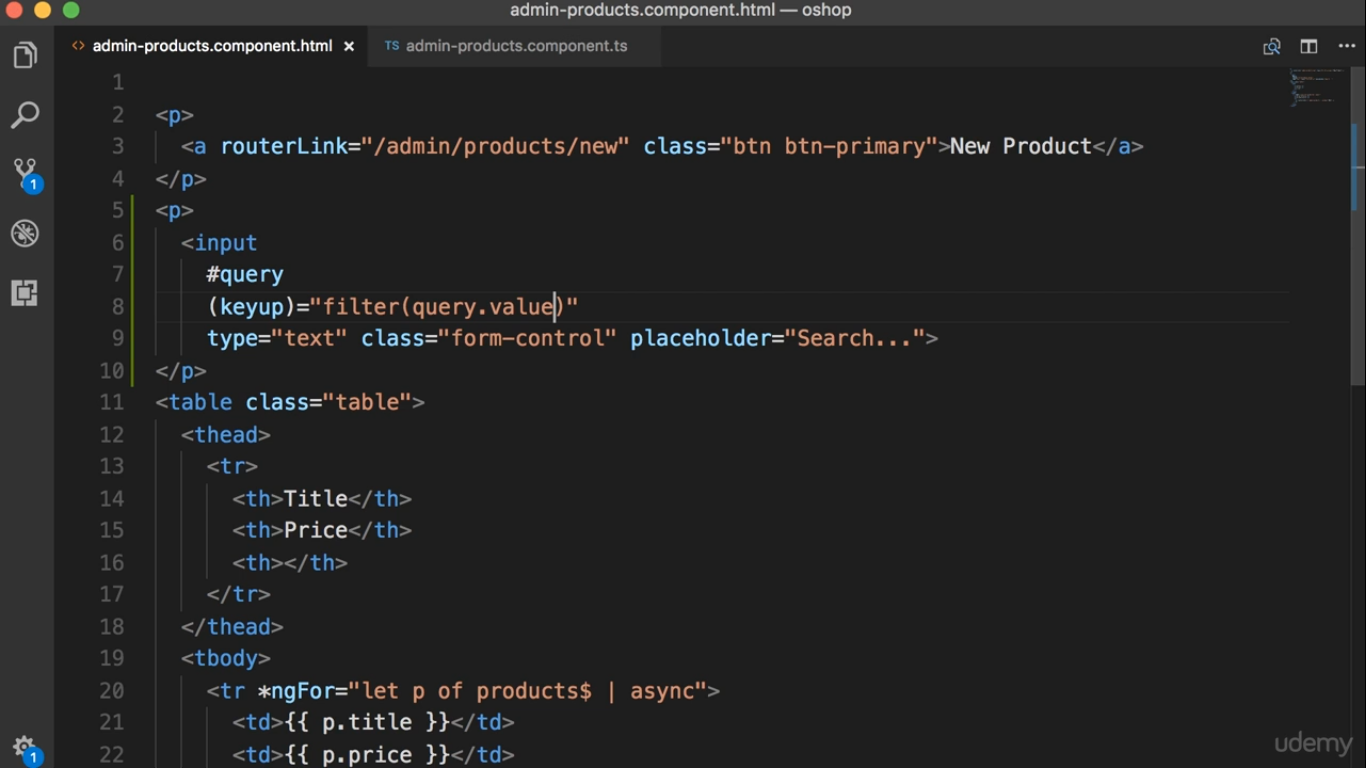 admin-products.component.html — oshop
<> admin-products.component.html ×
TS admin-products.component.ts
1
2 <p>
3 <a routerLink="/admin/products/new" class="btn btn-primary">New Product</a>
4 </p>
5 <p>
6 <input
7 #query
8 (keyup)="filter(query.value)"
9 type="text" class="form-control" placeholder="Search...">
10 </p>
11 <table class="table">
12 <thead>
13 <tr>
14 <th>Title</th>
15 <th>Price</th>
16 <th></th>
17 </tr>
18 </thead>
19 <tbody>
20 <tr *ngFor="let p of products$ | async">
21 <td>{{ p.title }}</td>
22 <td>{{ p.price }}</td>
1
1
udemy